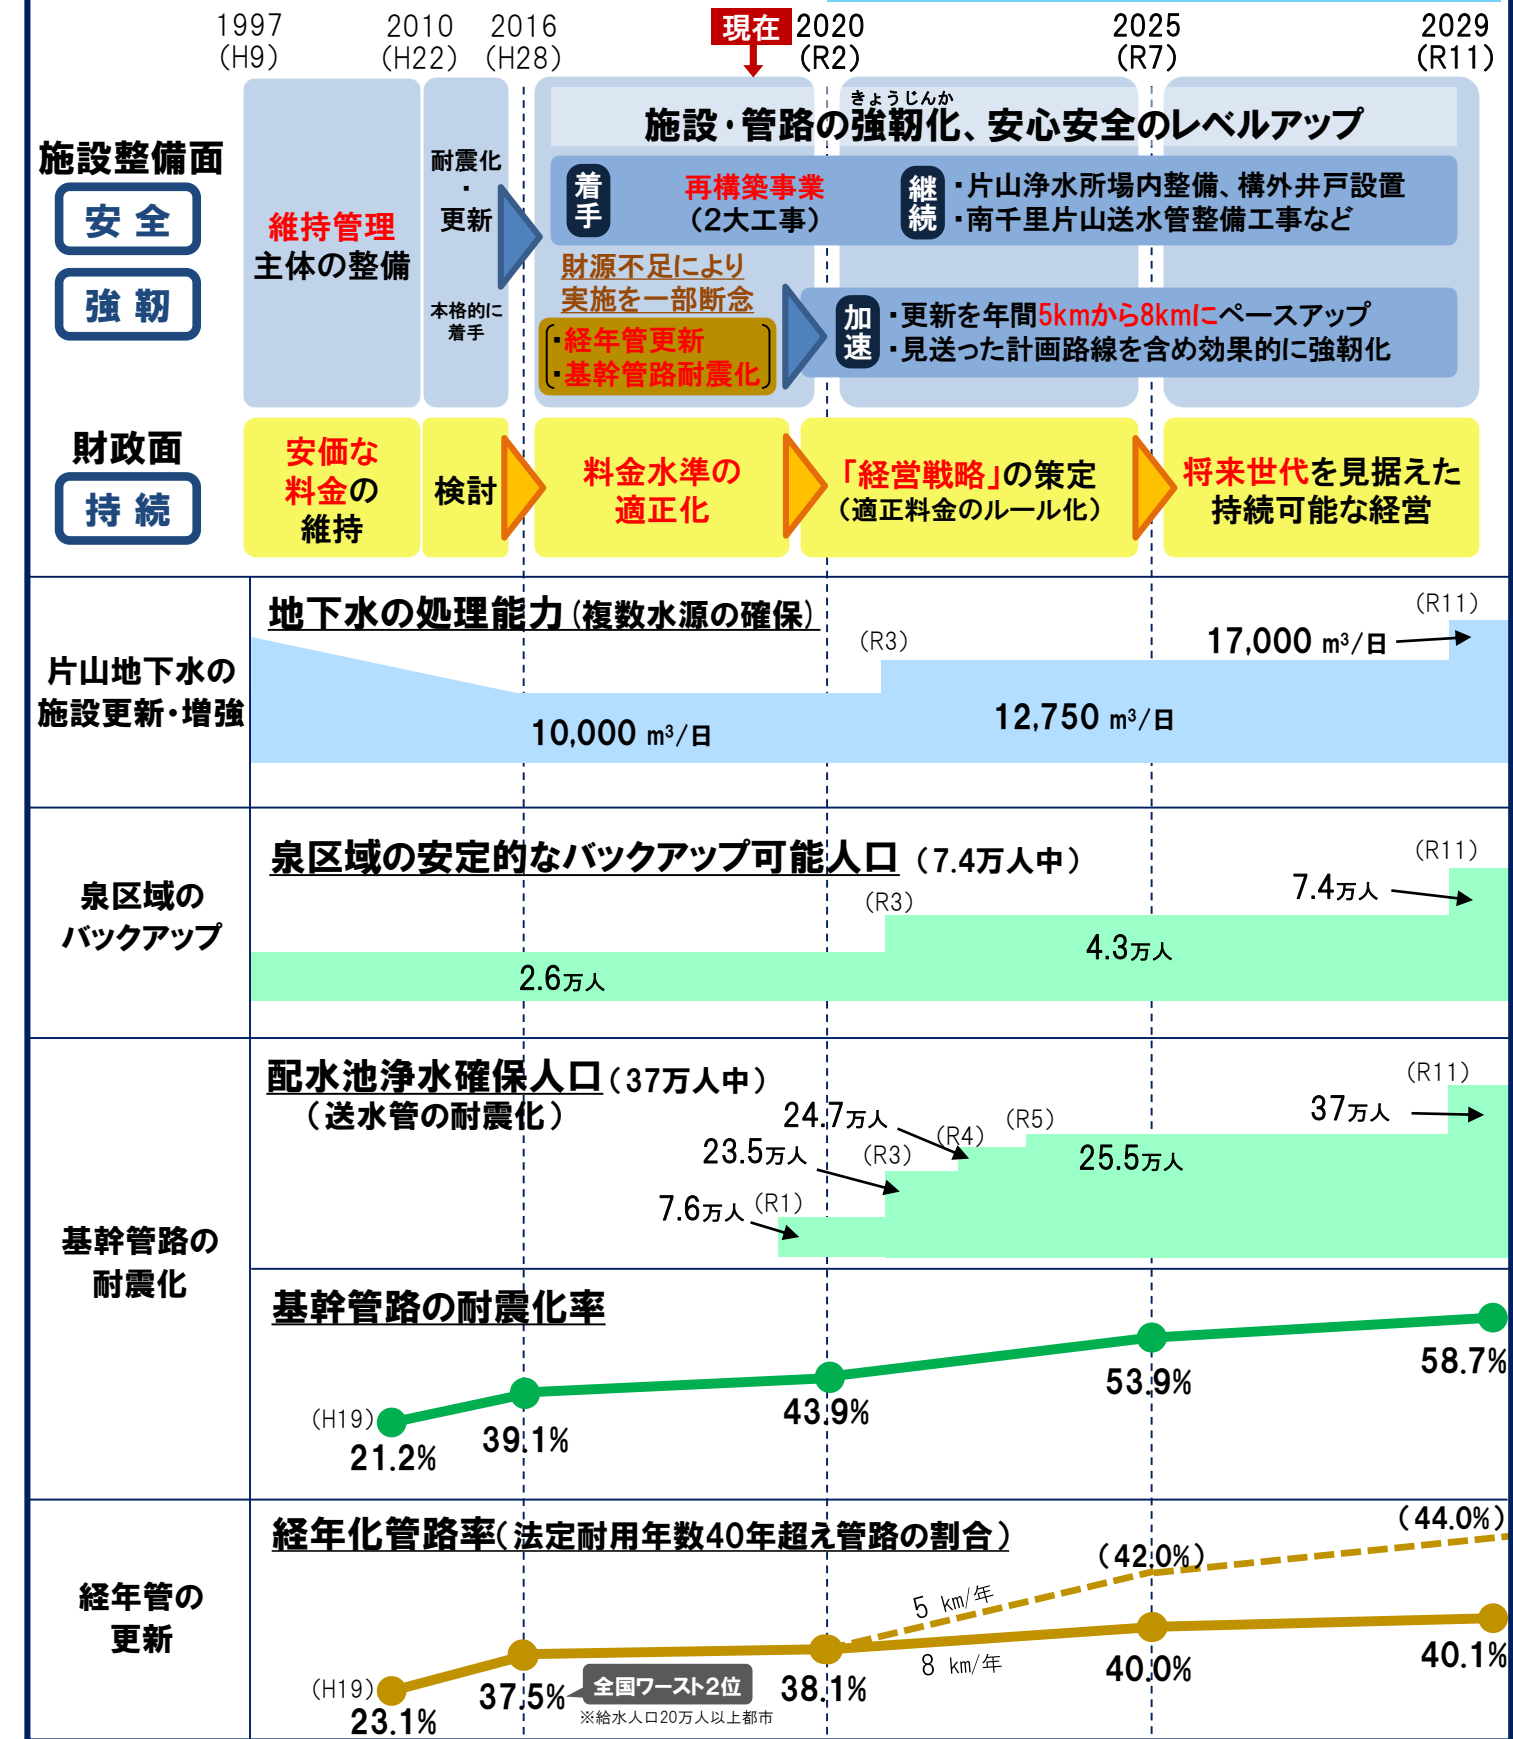 1997
(H9)
2010
(H22)
2016
(H28)
現在
2020
(R2)
2025
(R7)
2029
(R11)
施設整備面
安全
強靭
維持管理
主体の整備
耐震化
・
更新
本格的に
着手
きょうじんか
施設・管路の強靭化、安心安全のレベルアップ
着手
再構築事業
(2大工事)
継続
・片山浄水所場内整備、構外井戸設置
・南千里片山送水管整備工事など
財源不足により
実施を一部断念
・経年管更新
・基幹管路耐震化
加速
・更新を年間5kmから8kmにペースアップ
・見送った計画路線を含め効果的に強靭化
財政面
持続
安価な
料金の
維持
検討
料金水準の
適正化
「経営戦略」の策定
(適正料金のルール化)
将来世代を見据えた
持続可能な経営
片山地下水の
施設更新・増強
地下水の処理能力(複数水源の確保)
(R3)
(R11)
17,000 m³/日
10,000 m³/日
12,750 m³/日
泉区域の
バックアップ
泉区域の安定的なバックアップ可能人口(7.4万人中)
(R3)
(R11)
7.4万人
4.3万人
2.6万人
基幹管路の
耐震化
配水池浄水確保人口(37万人中)
(送水管の耐震化)
(R11)
37万人
24.7万人
(R4)
(R5)
23.5万人
(R3)
25.5万人
7.6万人
(R1)
基幹管路の耐震化率
(H19)
21.2%
39.1%
43.9%
53.9%
58.7%
経年管の
更新
経年化管路率(法定耐用年数40年超え管路の割合)
(44.0%)
(42.0%)
5 km/年
8 km/年
(H19)
23.1%
37.5%
全国ワースト2位
※給水人口20万人以上都市
38.1%
40.0%
40.1%